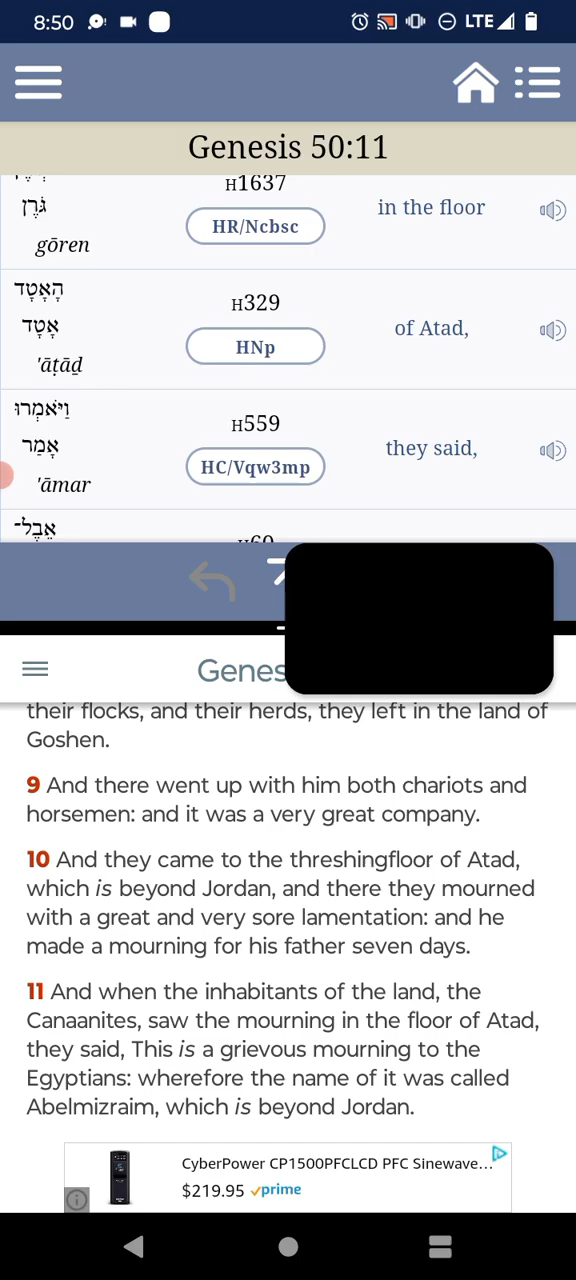 8:50 LTE
Genesis 50:11
H1637
גֹּרֶן
HR/Ncbsc
in the floor
gōren
הָאָטָד
H329
אָטָד
HNp
of Atad,
'āṭāḏ
וַיֹּאמְרוּ
H559
אָמַר
HC/Vqw3mp
they said,
'āmar
אֵבֶל־
Genes
their flocks, and their herds, they left in the land of
Goshen.
9 And there went up with him both chariots and
horsemen: and it was a very great company.
10 And they came to the threshingfloor of Atad,
which is beyond Jordan, and there they mourned
with a great and very sore lamentation: and he
made a mourning for his father seven days.
11 And when the inhabitants of the land, the
Canaanites, saw the mourning in the floor of Atad,
they said, This is a grievous mourning to the
Egyptians: wherefore the name of it was called
Abelmizraim, which is beyond Jordan.
CyberPower CP1500PFCLCD PFC Sinewave...
$219.95 prime